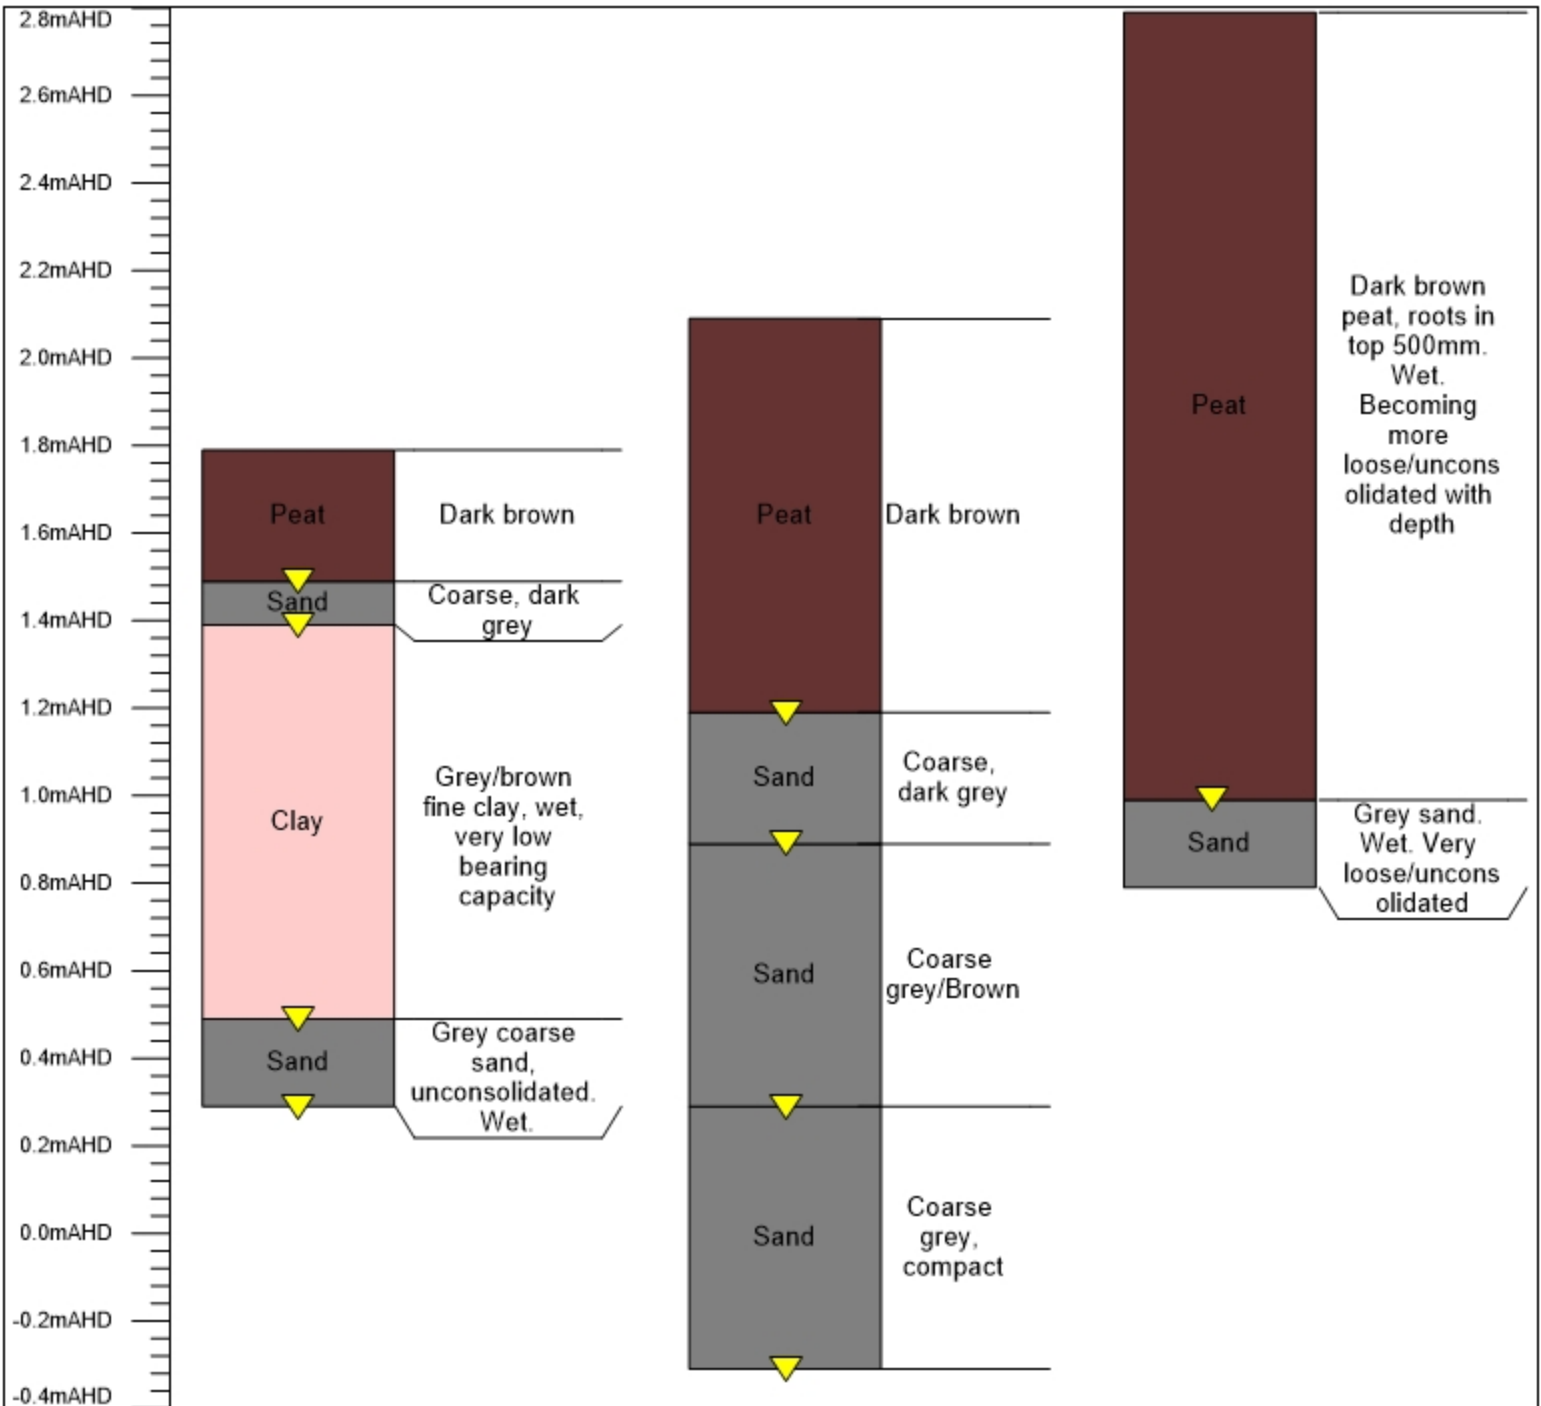 2.8mAHD
2.6mAHD
2.4mAHD
2.2mAHD
2.0mAHD
1.8mAHD
1.6mAHD
1.4mAHD
1.2mAHD
1.0mAHD
0.8mAHD
0.6mAHD
0.4mAHD
0.2mAHD
0.0mAHD
-0.2mAHD
-0.4mAHD
Peat
Dark brown
Sand
Coarse, dark
grey
Clay
Grey/brown
fine clay, wet,
very low
bearing
capacity
Sand
Grey coarse
sand,
unconsolidated.
Wet.
Peat
Dark brown
Sand
Coarse,
dark grey
Sand
Coarse
grey/Brown
Sand
Coarse
grey,
compact
Peat
Dark brown
peat, roots in
top 500mm.
Wet.
Becoming
more
loose/uncons
olidated with
depth
Sand
Grey sand.
Wet. Very
loose/uncons
olidated